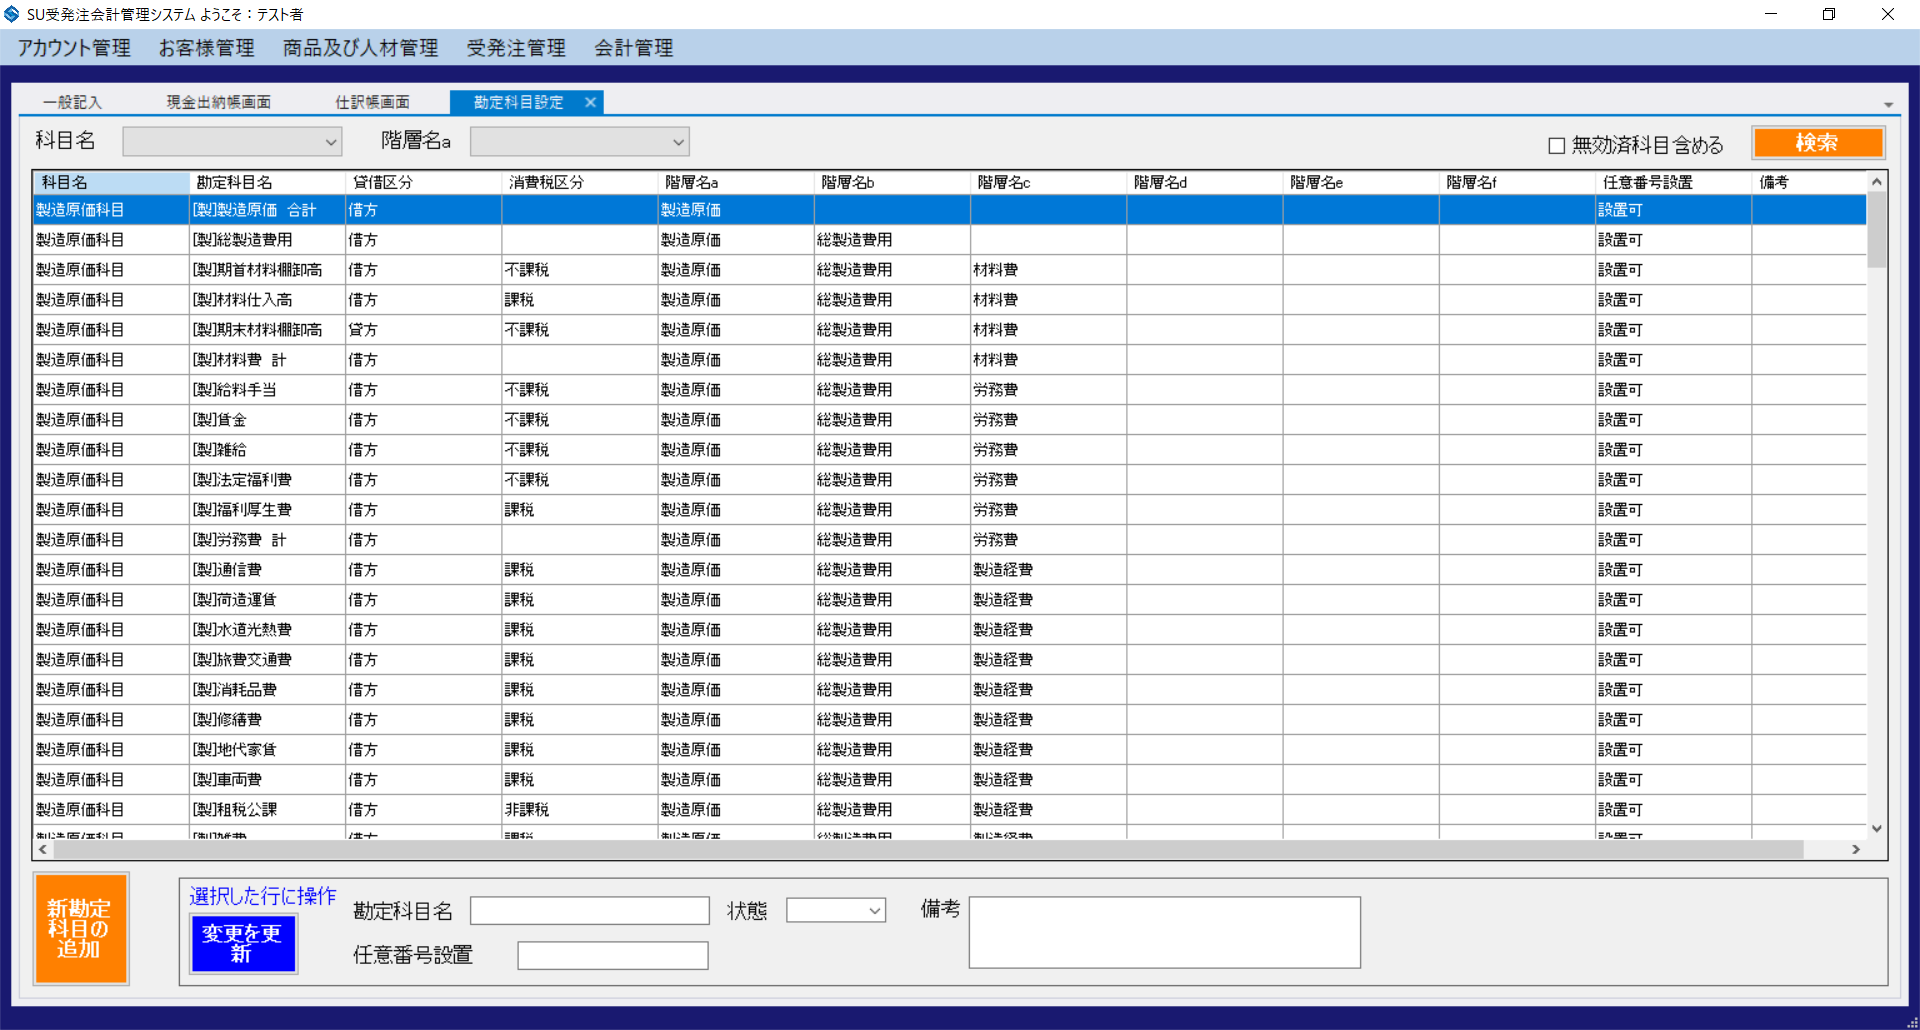 SU受発注会計管理システム ようこそ：テスト者
アカウント管理 お客様管理 商品及び人材管理 受発注管理 会計管理
一般記入 現金出納帳画面 仕訳帳画面 勘定科目設定
科目名 階層名a 無効済科目含める 検索
科目名 勘定科目名 貸借区分 消費税区分 階層名a 階層名b 階層名c 階層名d 階層名e 階層名f 任意番号設置 備考
製造原価科目 [製]製造原価 合計 借方 製造原価 設置可
製造原価科目 [製]総製造費用 借方 製造原価 総製造費用 設置可
製造原価科目 [製]期首材料棚卸高 借方 不課税 製造原価 総製造費用 材料費 設置可
製造原価科目 [製]材料仕入高 借方 課税 製造原価 総製造費用 材料費 設置可
製造原価科目 [製]期末材料棚卸高 貸方 不課税 製造原価 総製造費用 材料費 設置可
製造原価科目 [製]材料費 計 借方 製造原価 総製造費用 材料費 設置可
製造原価科目 [製]給料手当 借方 不課税 製造原価 総製造費用 労務費 設置可
製造原価科目 [製]賃金 借方 不課税 製造原価 総製造費用 労務費 設置可
製造原価科目 [製]雑給 借方 不課税 製造原価 総製造費用 労務費 設置可
製造原価科目 [製]法定福利費 借方 不課税 製造原価 総製造費用 労務費 設置可
製造原価科目 [製]福利厚生費 借方 課税 製造原価 総製造費用 労務費 設置可
製造原価科目 [製]労務費 計 借方 製造原価 総製造費用 労務費 設置可
製造原価科目 [製]通信費 借方 課税 製造原価 総製造費用 製造経費 設置可
製造原価科目 [製]荷造運賃 借方 課税 製造原価 総製造費用 製造経費 設置可
製造原価科目 [製]水道光熱費 借方 課税 製造原価 総製造費用 製造経費 設置可
製造原価科目 [製]旅費交通費 借方 課税 製造原価 総製造費用 製造経費 設置可
製造原価科目 [製]消耗品費 借方 課税 製造原価 総製造費用 製造経費 設置可
製造原価科目 [製]修繕費 借方 課税 製造原価 総製造費用 製造経費 設置可
製造原価科目 [製]地代家賃 借方 課税 製造原価 総製造費用 製造経費 設置可
製造原価科目 [製]車両費 借方 課税 製造原価 総製造費用 製造経費 設置可
製造原価科目 [製]租税公課 借方 非課税 製造原価 総製造費用 製造経費 設置可
製造原価科目 [製]雑費 借方 課税 製造原価 総製造費用 製造経費 設置可
新勘定
科目の
追加
選択した行に操作
変更を更
新
勘定科目名 状態 備考
任意番号設置